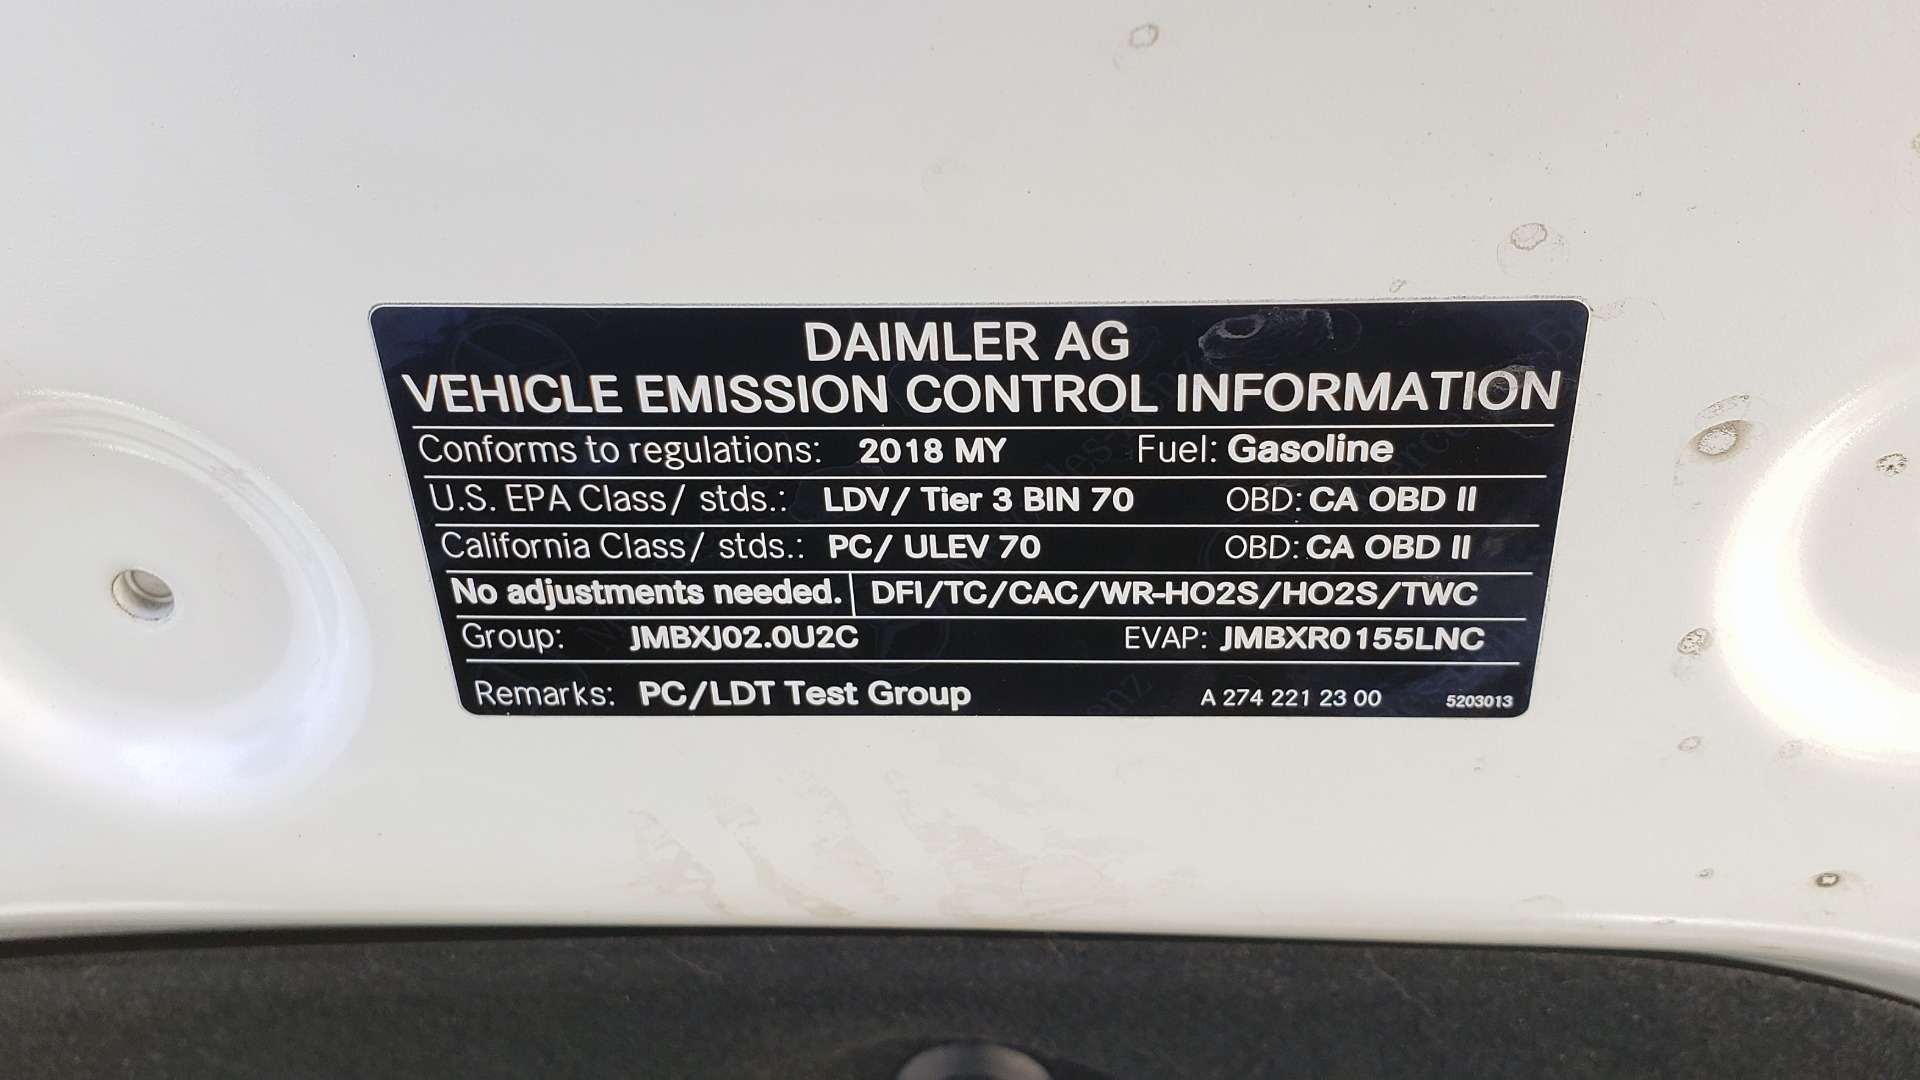 DAIMLER AG
VEHICLE EMISSION CONTROL INFORMATION
Conforms to regulations: 2018 MY Fuel: Gasoline
U.S. EPA Class/ stds.: LDV/ Tier 3 BIN 70 OBD: CA OBD II
California Class/ stds.: PC/ ULEV 70 OBD: CA OBD II
No adjustments needed. DFI/TC/CAC/WR-HO2S/HO2S/TWC
Group: JMBXJ02.0U2C EVAP: JMBXR0155LNC
Remarks: PC/LDT Test Group A 274 221 23 00 5203013